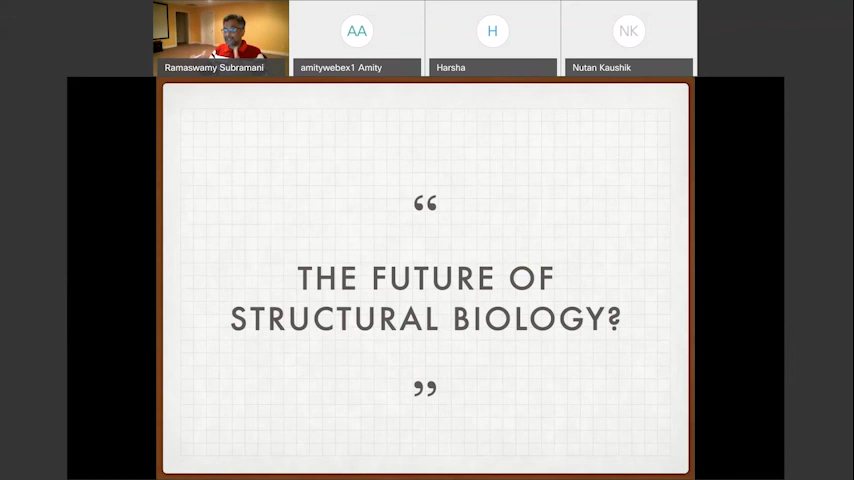 AA
H
NK
Ramaswamy Subramani
amitywebex1 Amity
Harsha
Nutan Kaushik
“
THE FUTURE OF
STRUCTURAL BIOLOGY?
”